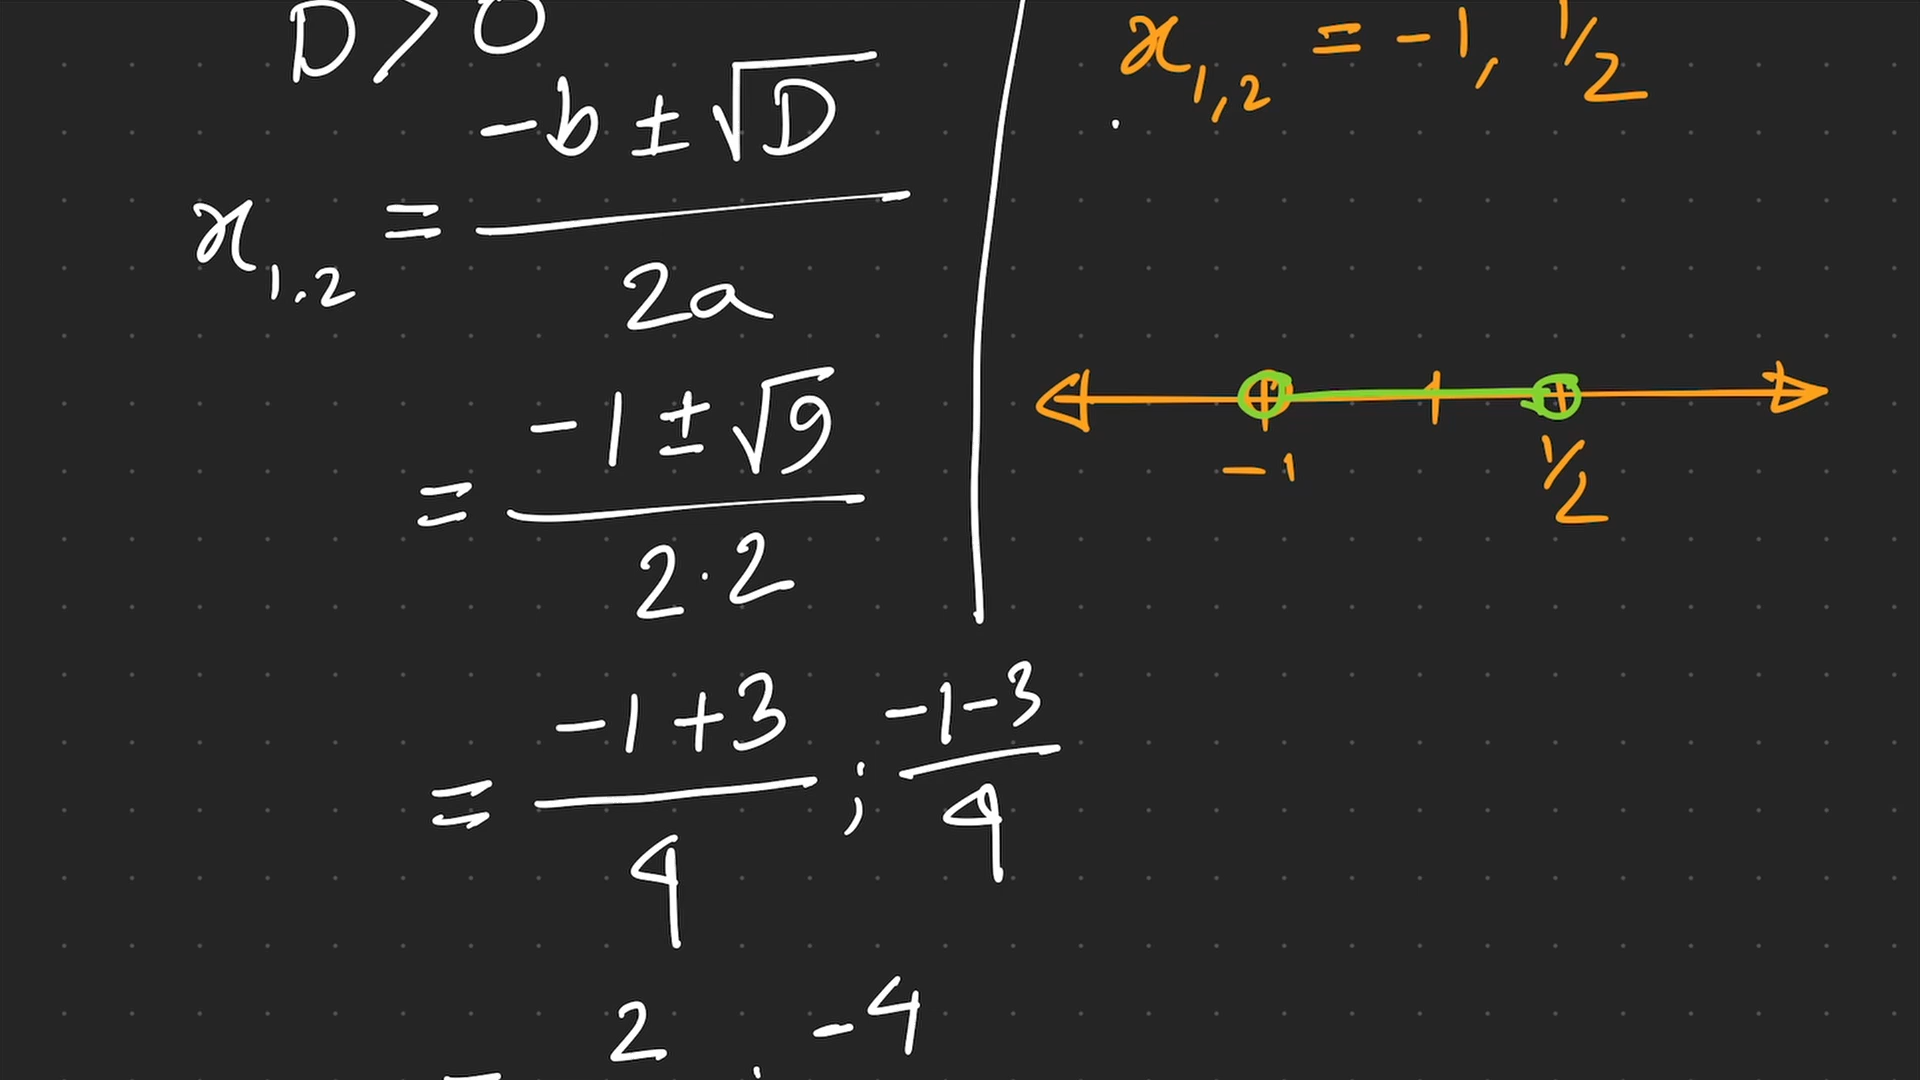 D > 0
x₁.₂ = (-b ± √D) / 2a
= (-1 ± √9) / 2·2
= (-1 + 3) / 4 ; (-1 - 3) / 4
= 2 ; -4
x₁,₂ = -1, 1/2
-1 1/2